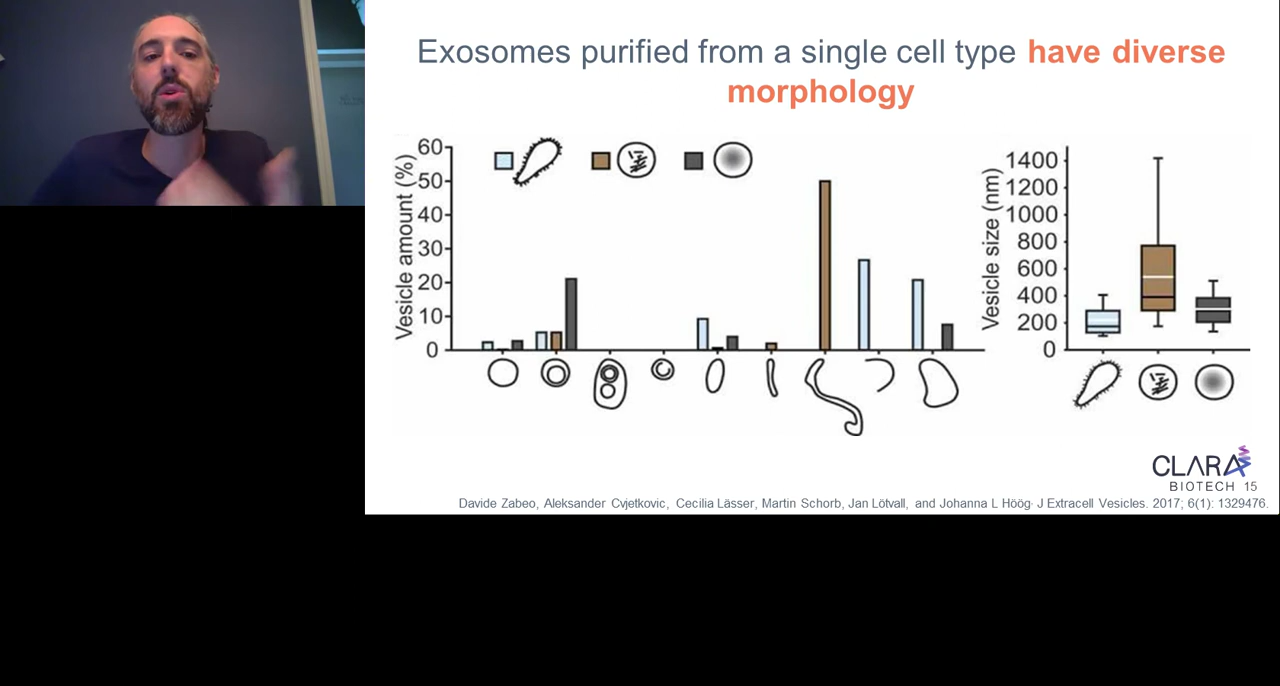 Exosomes purified from a single cell type have diverse
morphology
Vesicle amount (%)
60
50
40
30
20
10
0
Vesicle size (nm)
1400
1200
1000
800
600
400
200
0
CLARA
BIOTECH 15
Davide Zabeo, Aleksander Cvjetkovic, Cecilia Lässer, Martin Schorb, Jan Lötvall, and Johanna L Höög· J Extracell Vesicles. 2017; 6(1): 1329476.